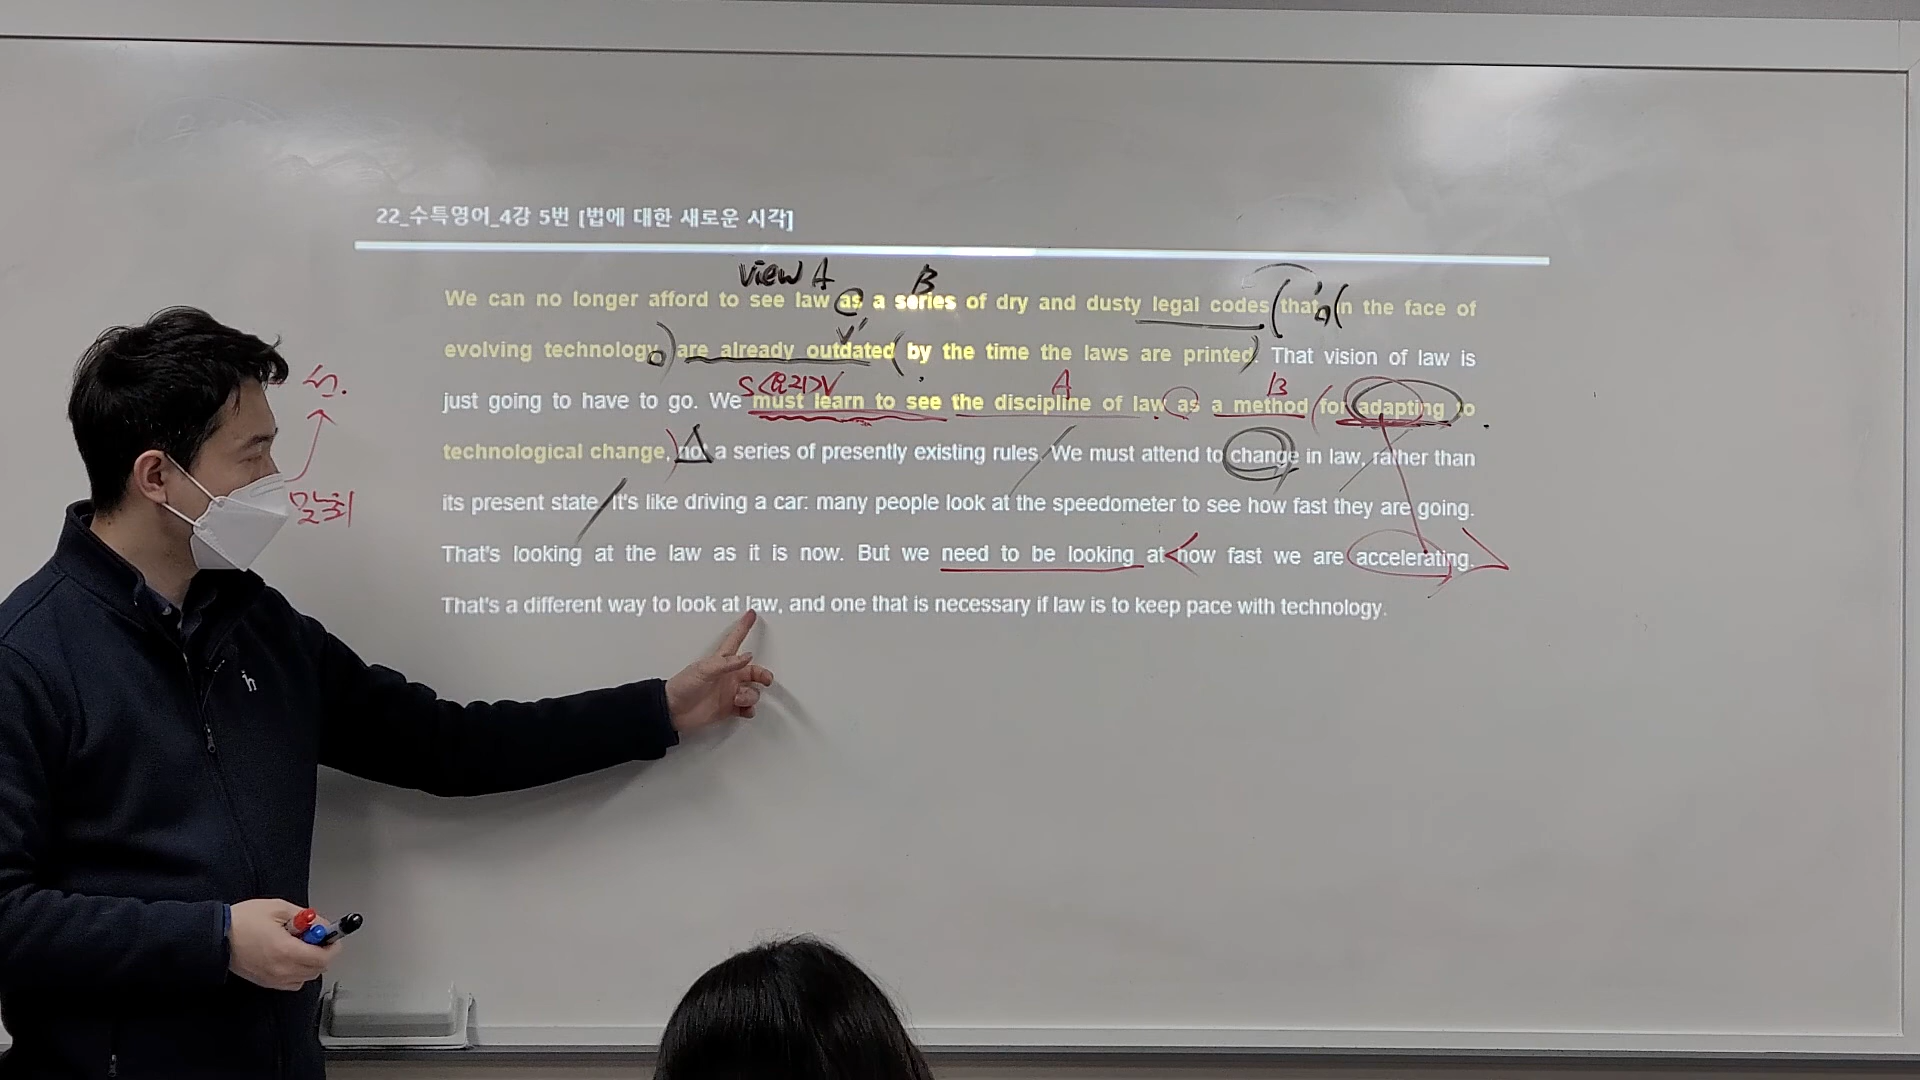 22_수특영어_4강 5번 [법에 대한 새로운 시각]
view A B
We can no longer afford to see law as a series of dry and dusty legal codes that, in the face of
evolving technology, are already outdated by the time the laws are printed. That vision of law is
A B
just going to have to go. We must learn to see the discipline of law as a method for adapting to
technological change, not a series of presently existing rules. We must attend to change in law, rather than
its present state. It's like driving a car: many people look at the speedometer to see how fast they are going.
That's looking at the law as it is now. But we need to be looking at how fast we are accelerating.
That's a different way to look at law, and one that is necessary if law is to keep pace with technology.